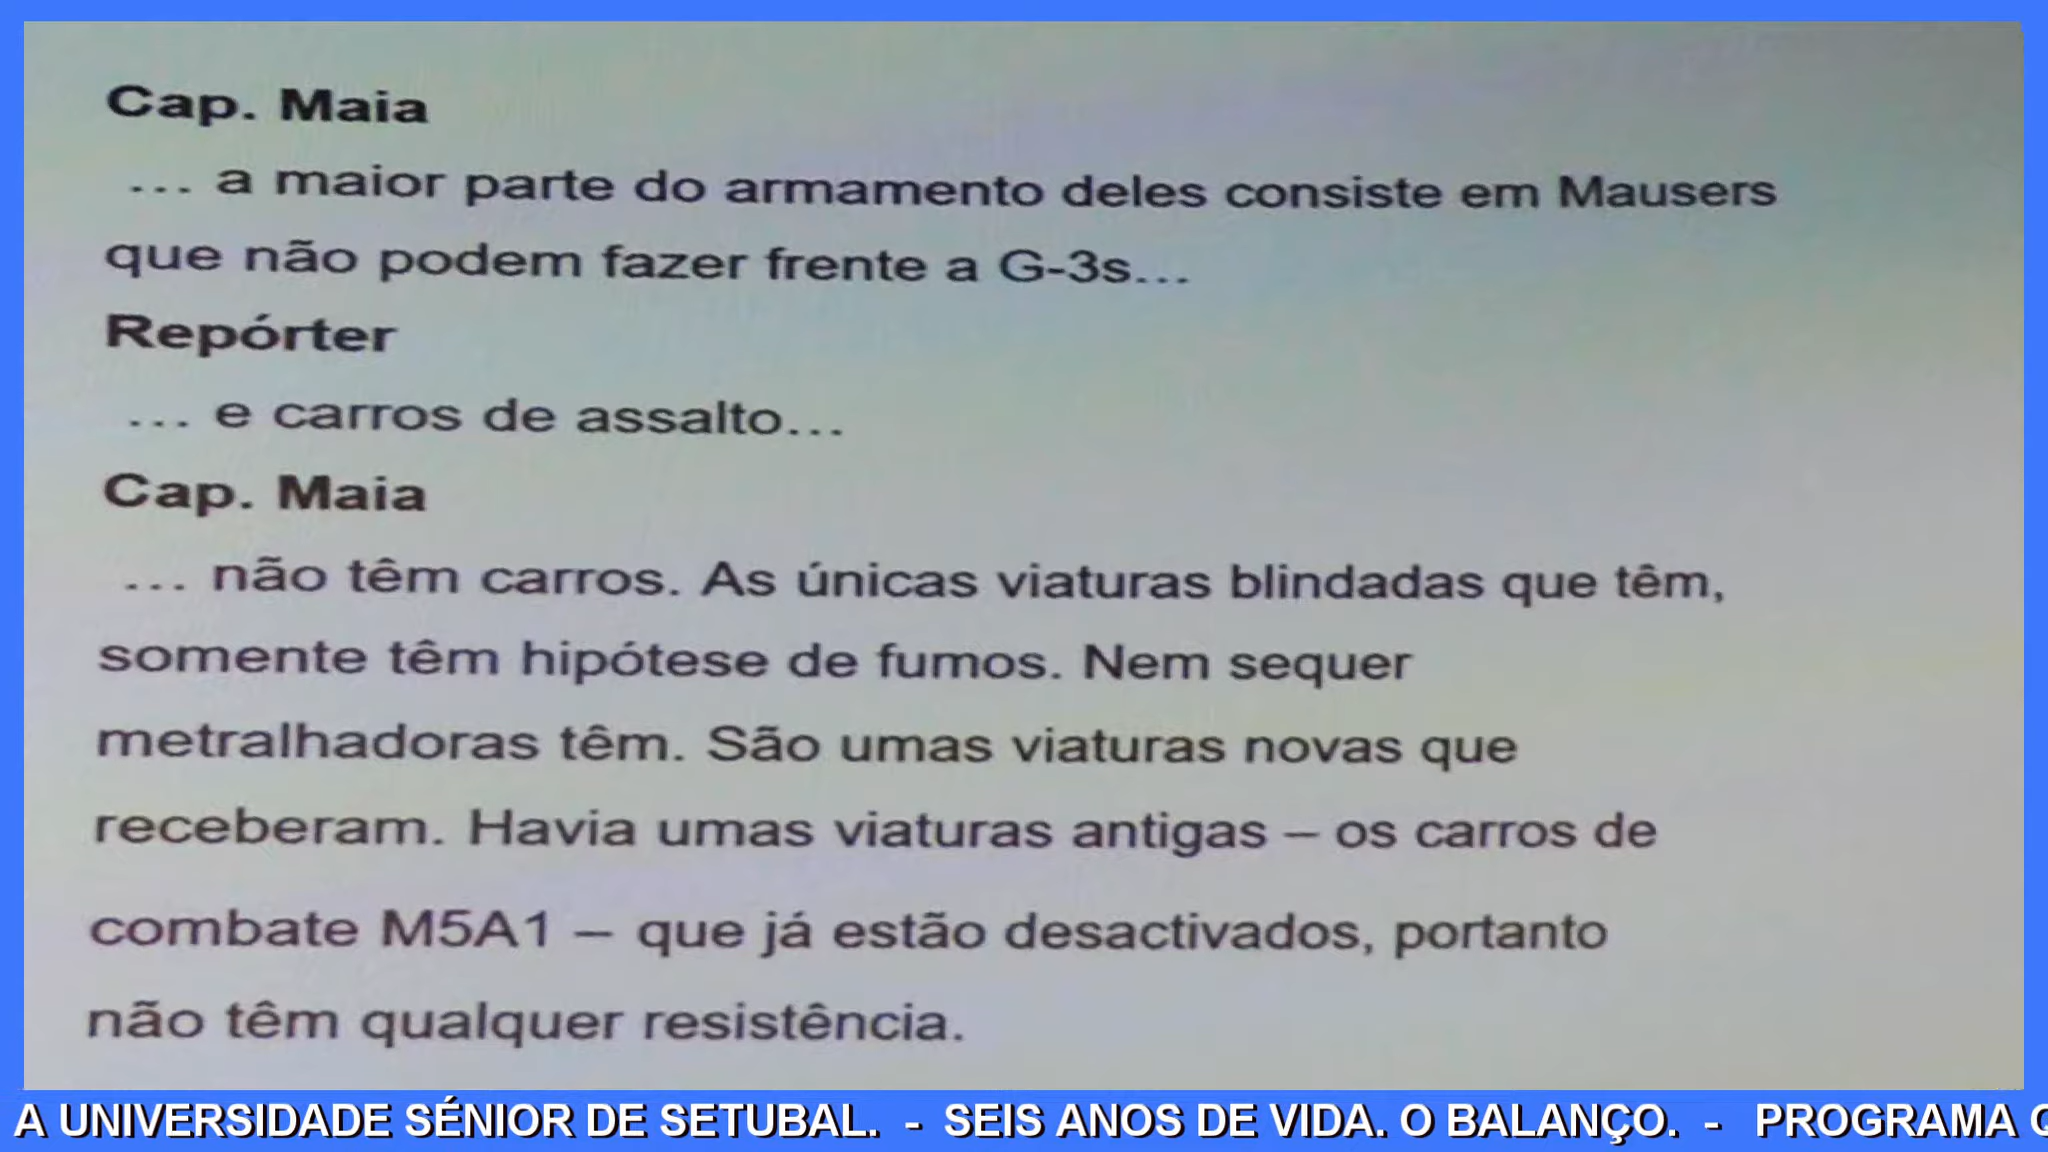 Cap. Maia
... a maior parte do armamento deles consiste em Mausers
que não podem fazer frente a G-3s...
Repórter
... e carros de assalto...
Cap. Maia
... não têm carros. As únicas viaturas blindadas que têm,
somente têm hipótese de fumos. Nem sequer
metralhadoras têm. São umas viaturas novas que
receberam. Havia umas viaturas antigas – os carros de
combate M5A1 – que já estão desactivados, portanto
não têm qualquer resistência.
A UNIVERSIDADE SÉNIOR DE SETUBAL. - SEIS ANOS DE VIDA. O BALANÇO. - PROGRAMA